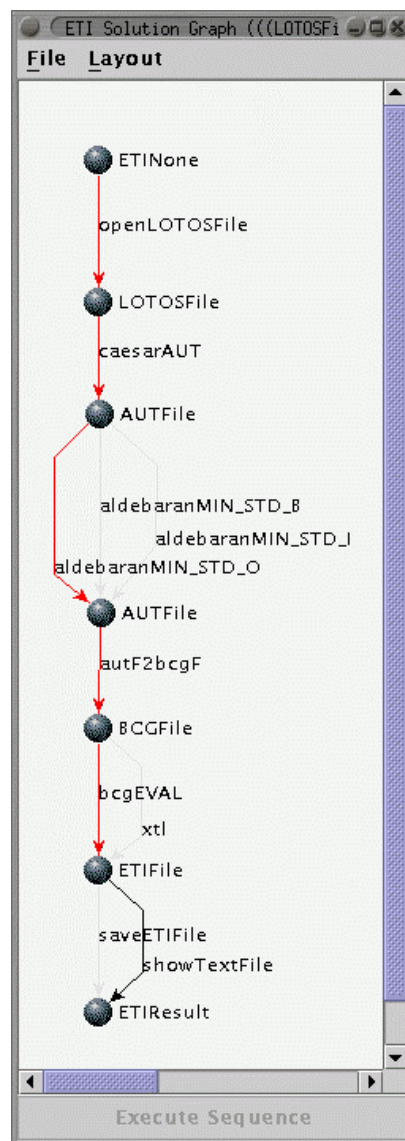 ETI Solution Graph (((LOTOSFi
File Layout
ETINone
openLOTOSFile
LOTOSFile
caesarAUT
AUTFile
aldebaranMIN_STD_B
aldebaranMIN_STD_I
aldebaranMIN_STD_O
AUTFile
autF2bcgF
BCGFile
bcgEVAL
xtl
ETIFile
saveETIFile
showTextFile
ETIResult
Execute Sequence